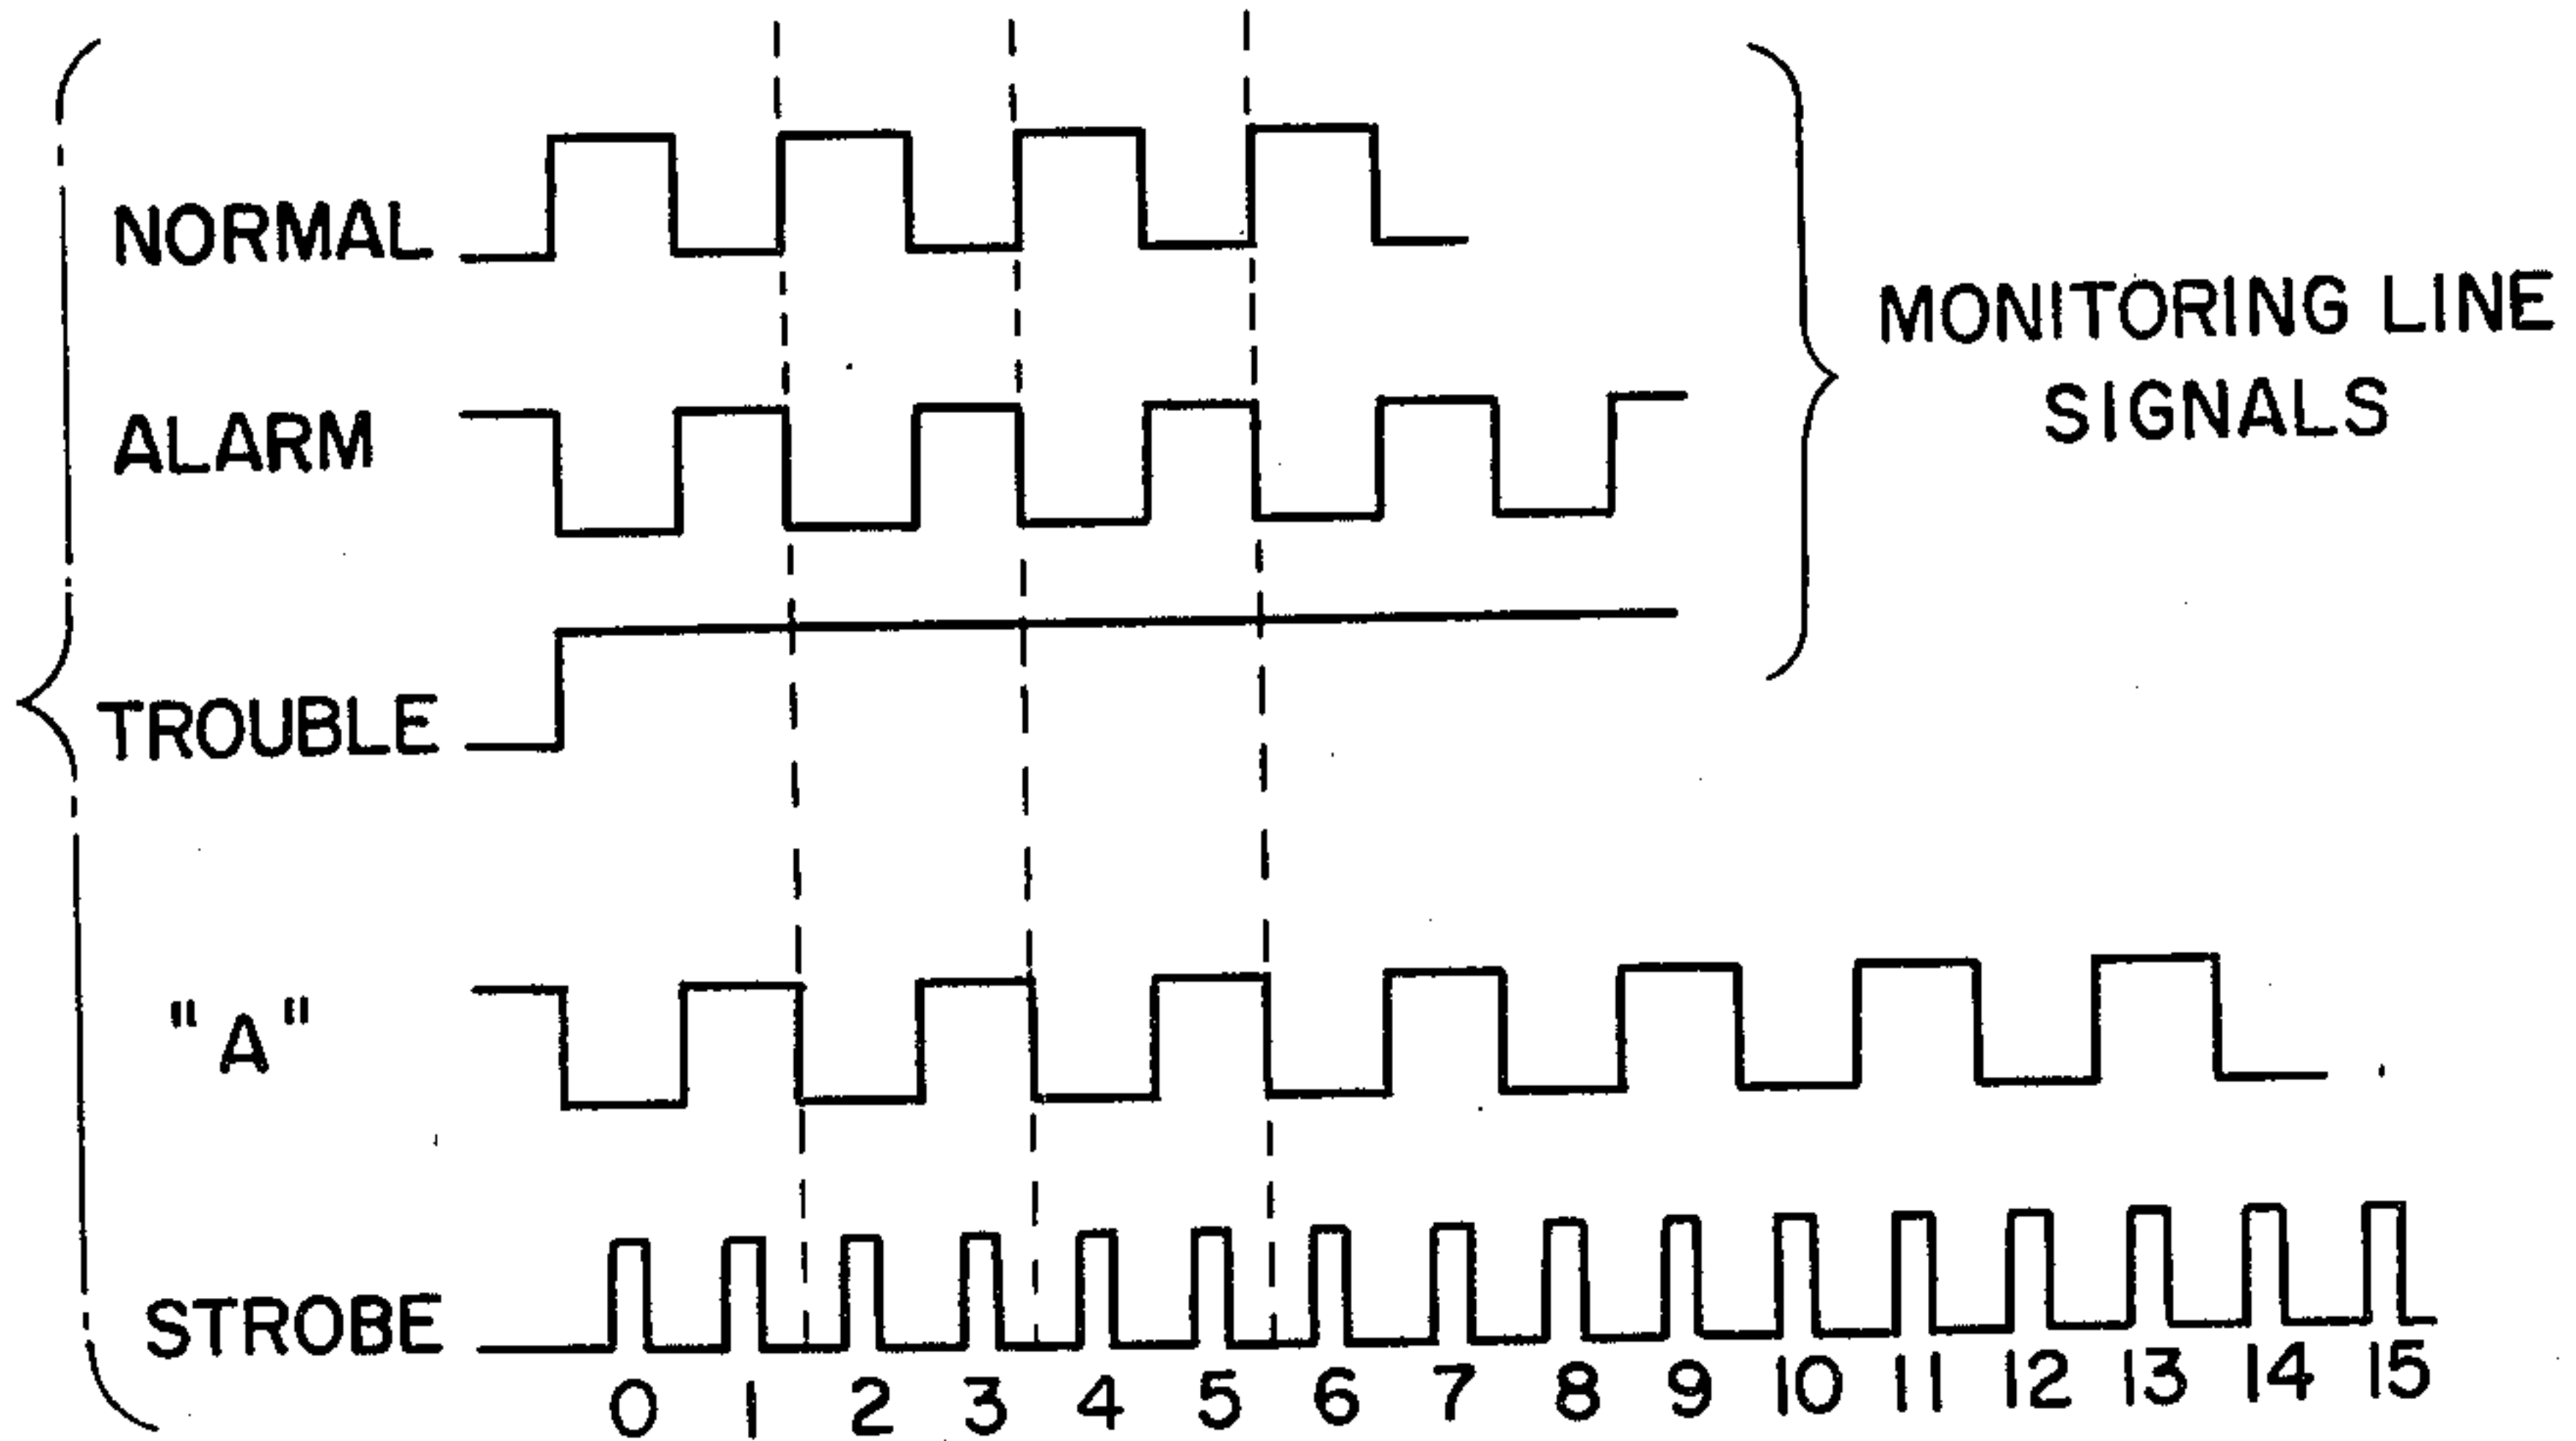 NORMAL
MONITORING LINE
SIGNALS
ALARM
TROUBLE
"A"
STROBE
0 1 2 3 4 5 6 7 8 9 10 11 12 13 14 15